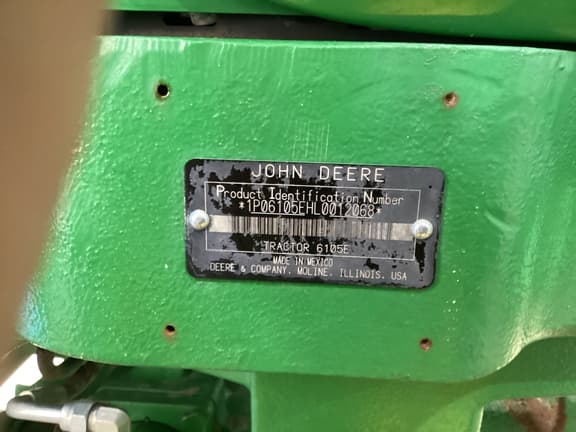 JOHN DEERE
Product Identification Number
*1P06105EHL0012068*
TRACTOR 6105E
MADE IN MEXICO
DEERE & COMPANY, MOLINE, ILLINOIS, USA